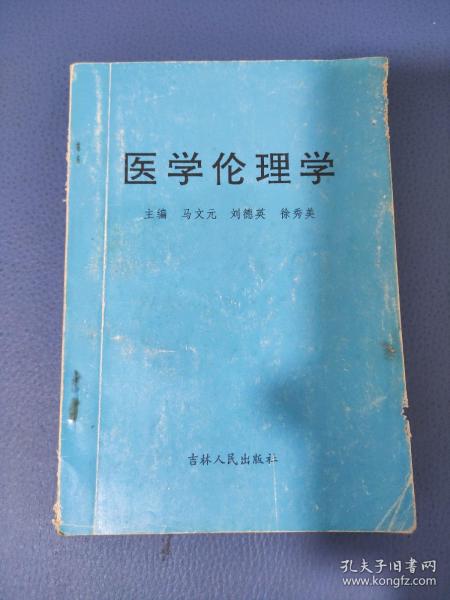 医学伦理学
主编 马文元 刘德英 徐秀美
吉林人民出版社
孔夫子旧书网
www.kongfz.com